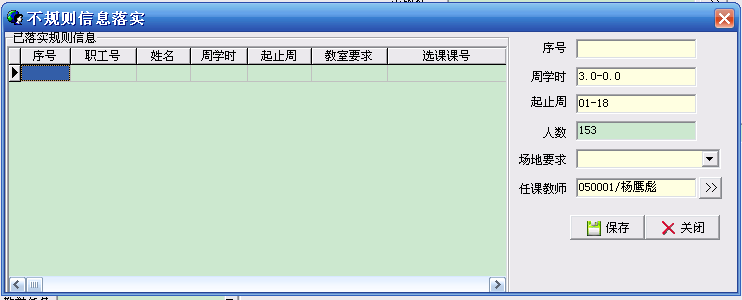 不规则信息落实
已落实规则信息
序号 职工号 姓名 周学时 起止周 教室要求 选课课号
序号
周学时 3.0-0.0
起止周 01-18
人数 153
场地要求
任课教师 050001/杨鹰彪 >>
保存 关闭